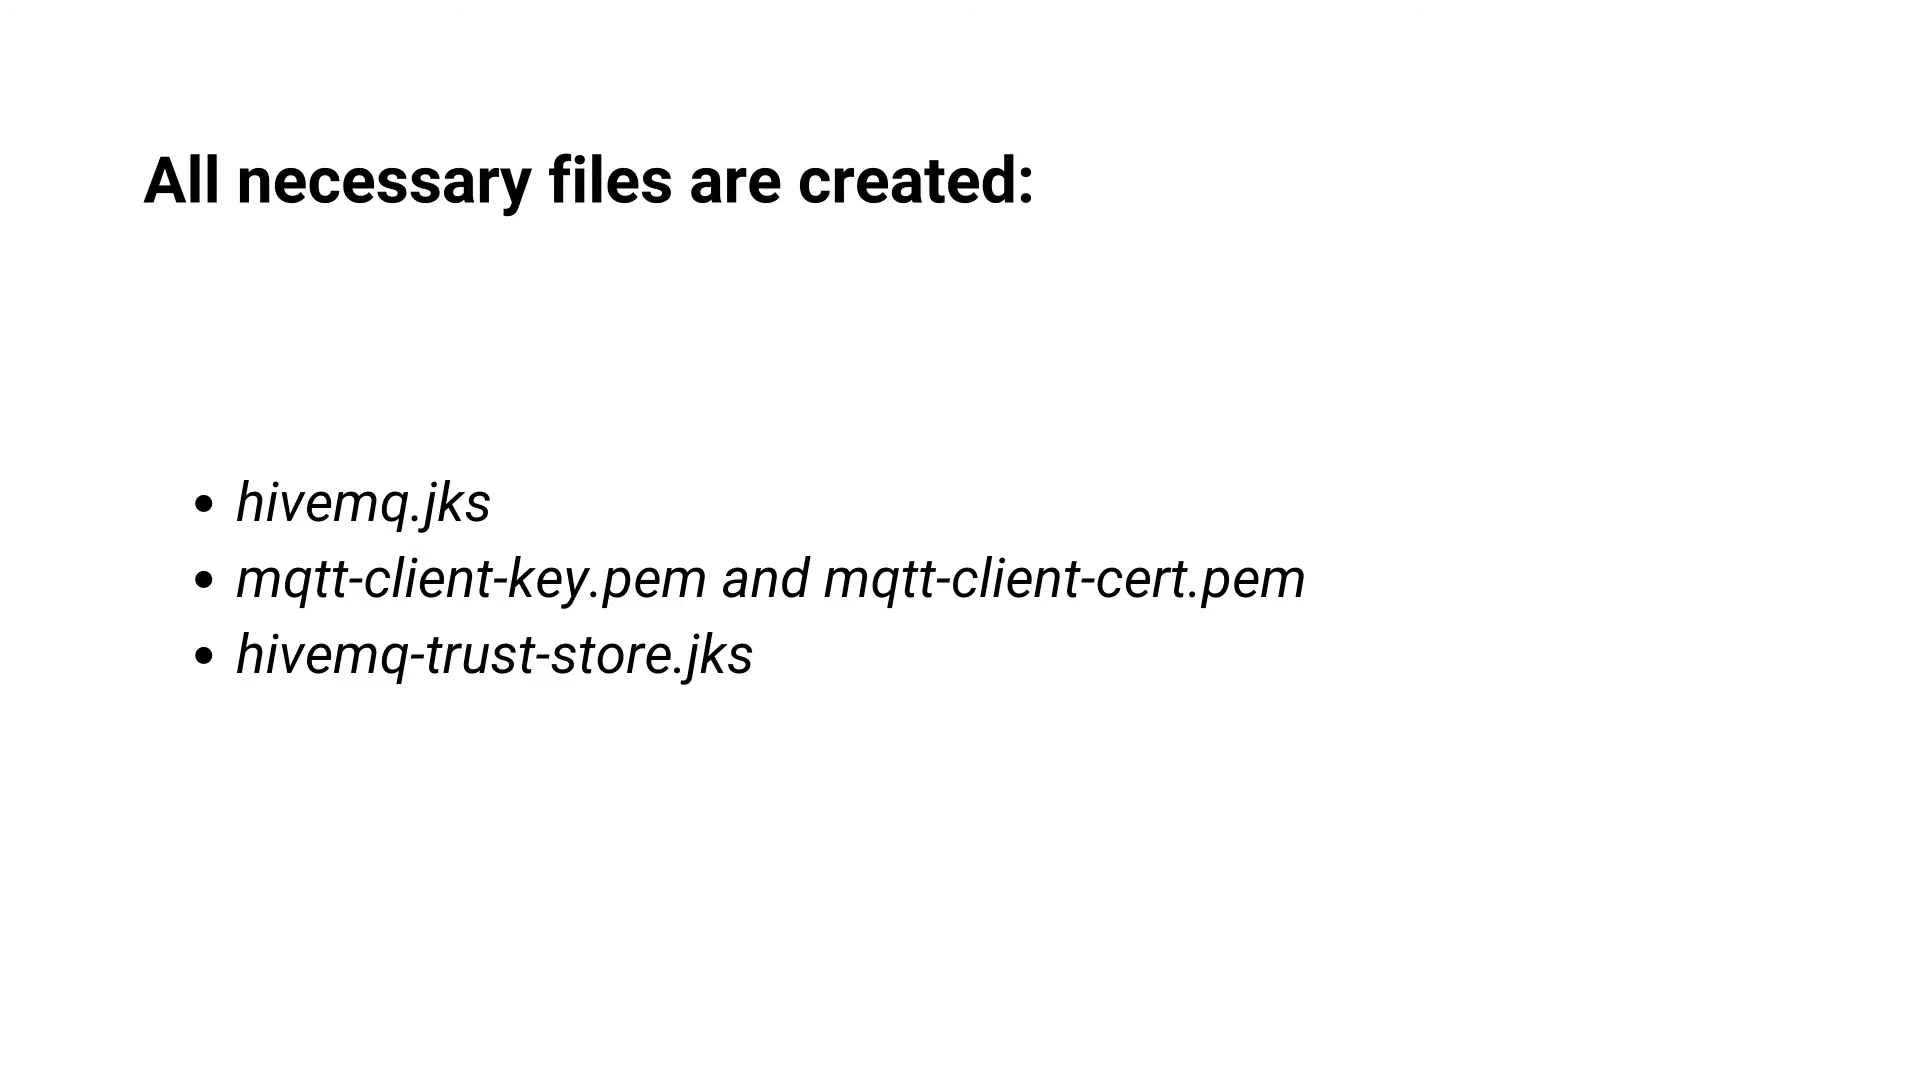 All necessary files are created:
• hivemq.jks
• mqtt-client-key.pem and mqtt-client-cert.pem
• hivemq-trust-store.jks